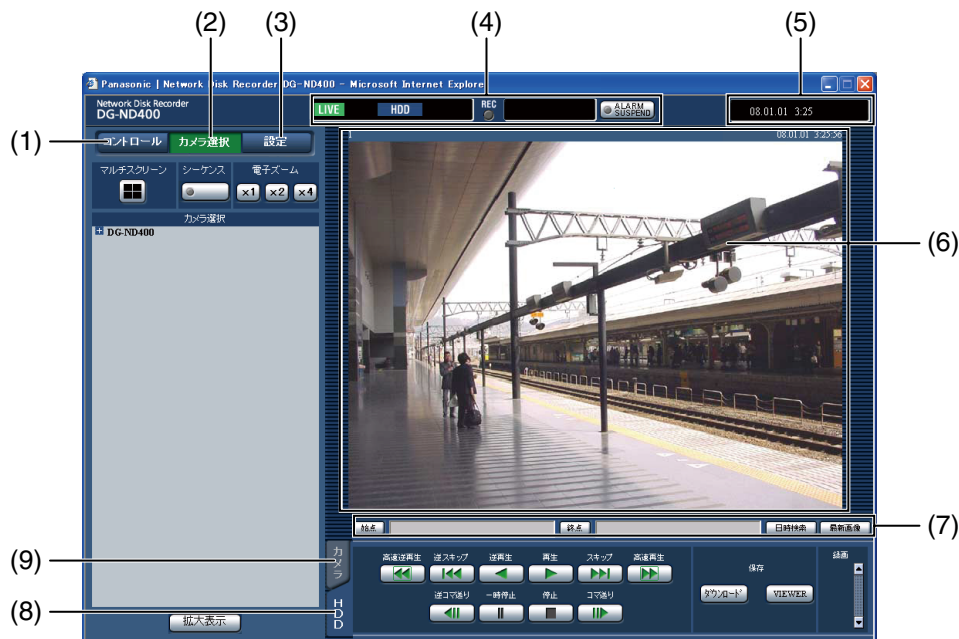 (2) (3) (4) (5)
Panasonic | Network Disk Recorder DG-ND400 - Microsoft Internet Explorer
Network Disk Recorder
DG-ND400
LIVE HDD REC ALARM SUSPEND 08.01.01 3:25
(1) コントロール カメラ選択 設定
1 08.01.01 3:25:56
マルチスクリーン シーケンス 電子ズーム
x1 x2 x4
カメラ選択
DG-ND400
(6)
始点 終点 日時検索 最新画像 (7)
(9) カメラ
高速逆再生 逆スキップ 逆再生 再生 スキップ 高速再生 保存 録画
ダウンロード VIEWER
(8) HDD
逆コマ送り 一時停止 停止 コマ送り
拡大表示